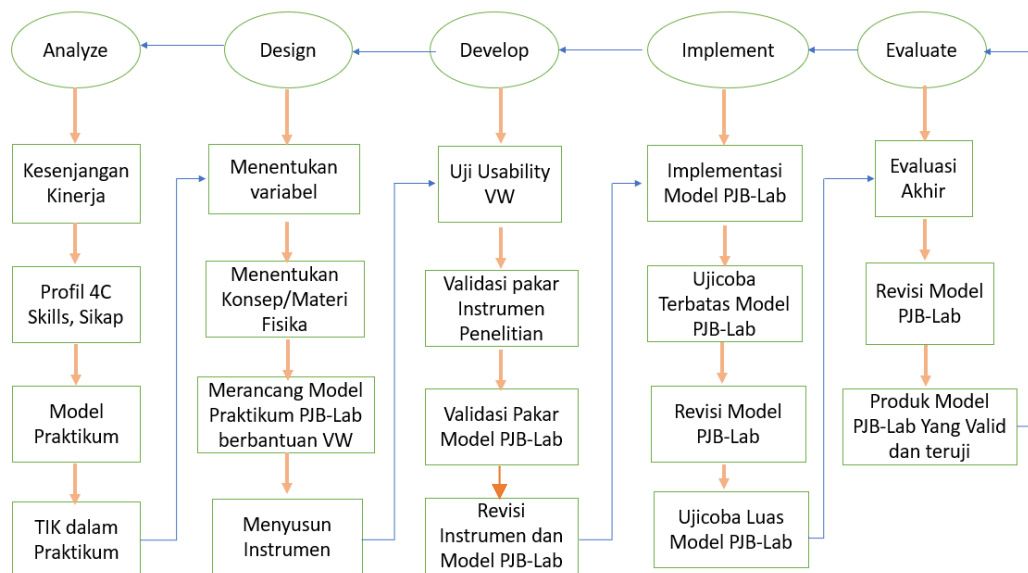 Analyze
Design
Develop
Implement
Evaluate
Kesenjangan
Kinerja
Profil 4C
Skills, Sikap
Model
Praktikum
TIK dalam
Praktikum
Menentukan
variabel
Menentukan
Konsep/Materi
Fisika
Merancang Model
Praktikum PJB-Lab
berbantuan VW
Menyusun
Instrumen
Uji Usability
VW
Validasi pakar
Instrumen
Penelitian
Validasi Pakar
Model PJB-Lab
Revisi
Instrumen dan
Model PJB-Lab
Implementasi
Model PJB-Lab
Ujicoba
Terbatas Model
PJB-Lab
Revisi Model
PJB-Lab
Ujicoba Luas
Model PJB-Lab
Evaluasi
Akhir
Revisi Model
PJB-Lab
Produk Model
PJB-Lab Yang Valid
dan teruji